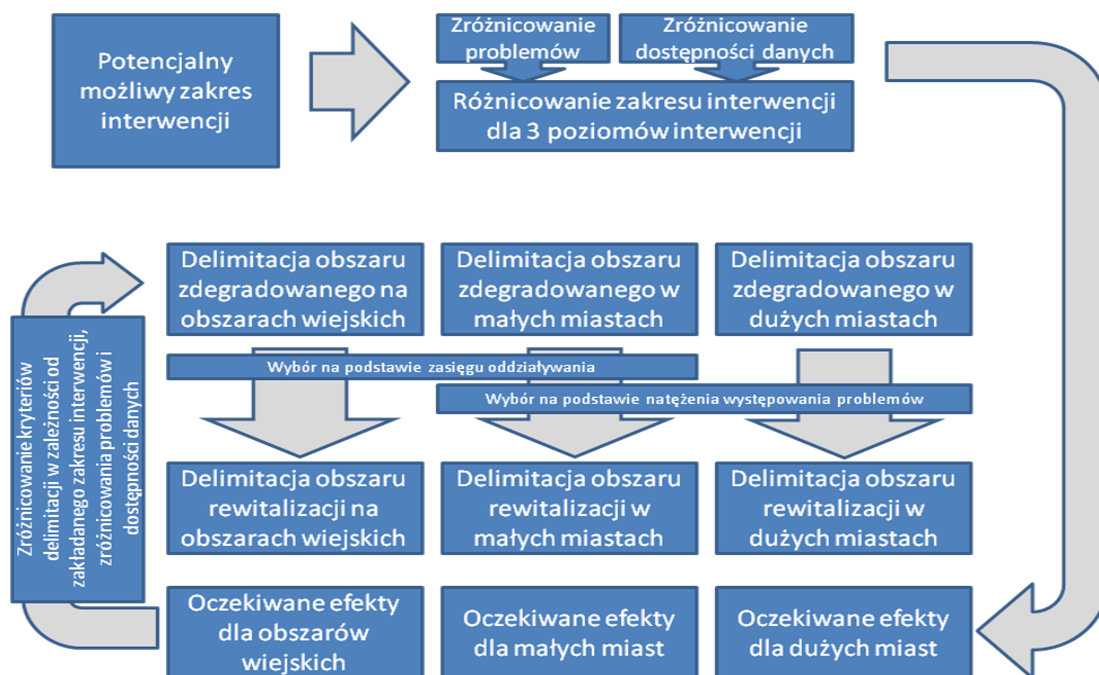 Potencjalny
możliwy zakres
interwencji
Zróżnicowanie
problemów
Zróżnicowanie
dostępności danych
Różnicowanie zakresu interwencji
dla 3 poziomów interwencji
Delimitacja obszaru
zdegradowanego na
obszarach wiejskich
Delimitacja obszaru
zdegradowanego w
małych miastach
Delimitacja obszaru
zdegradowanego w
dużych miastach
Zróżnicowanie kryteriów
delimitacji w zależności od
zakładanego zakresu interwencji,
zróżnicowania problemów i
dostępności danych
Wybór na podstawie zasięgu oddziaływania
Wybór na podstawie natężenia występowania problemów
Delimitacja obszaru
rewitalizacji na
obszarach wiejskich
Delimitacja obszaru
rewitalizacji w
małych miastach
Delimitacja obszaru
rewitalizacji w
dużych miastach
Oczekiwane efekty
dla obszarów
wiejskich
Oczekiwane efekty
dla małych miast
Oczekiwane efekty
dla dużych miast